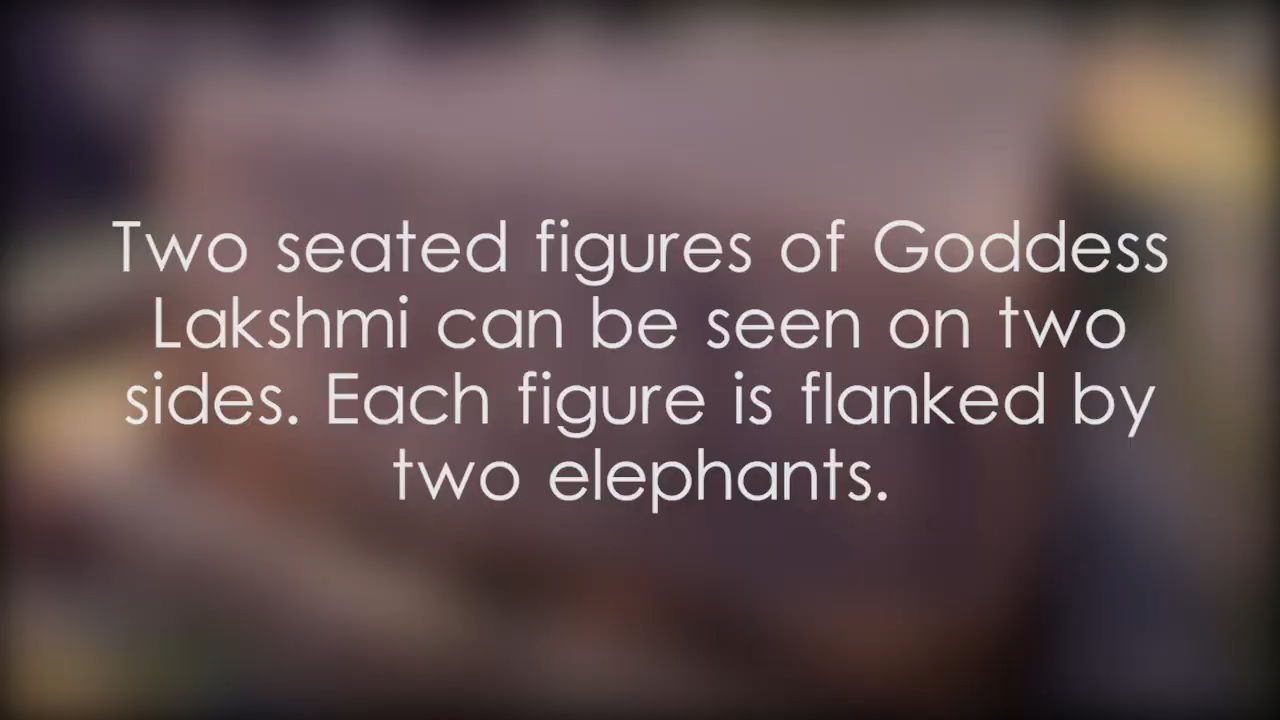 Two seated figures of Goddess
Lakshmi can be seen on two
sides. Each figure is flanked by
two elephants.